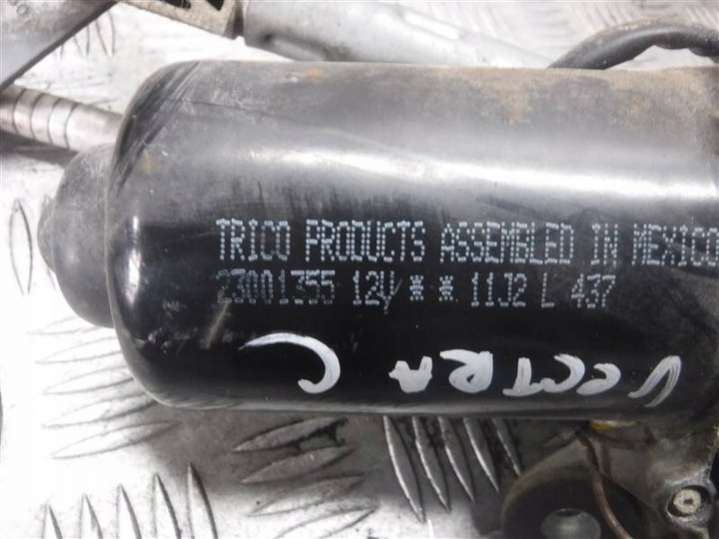 TRICO PRODUCTS ASSEMBLED IN MEXICO
23001355 12V * * 11J2 L 437
VECTRA C